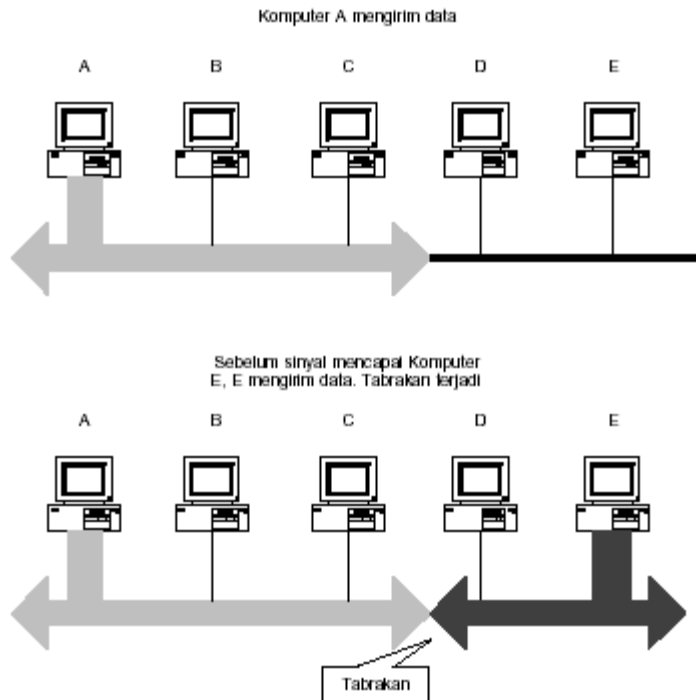 Komputer A mengirim data
A B C D E
Sebelum sinyal mencapai Komputer
E, E mengirim data. Tabrakan terjadi
A B C D E
Tabrakan